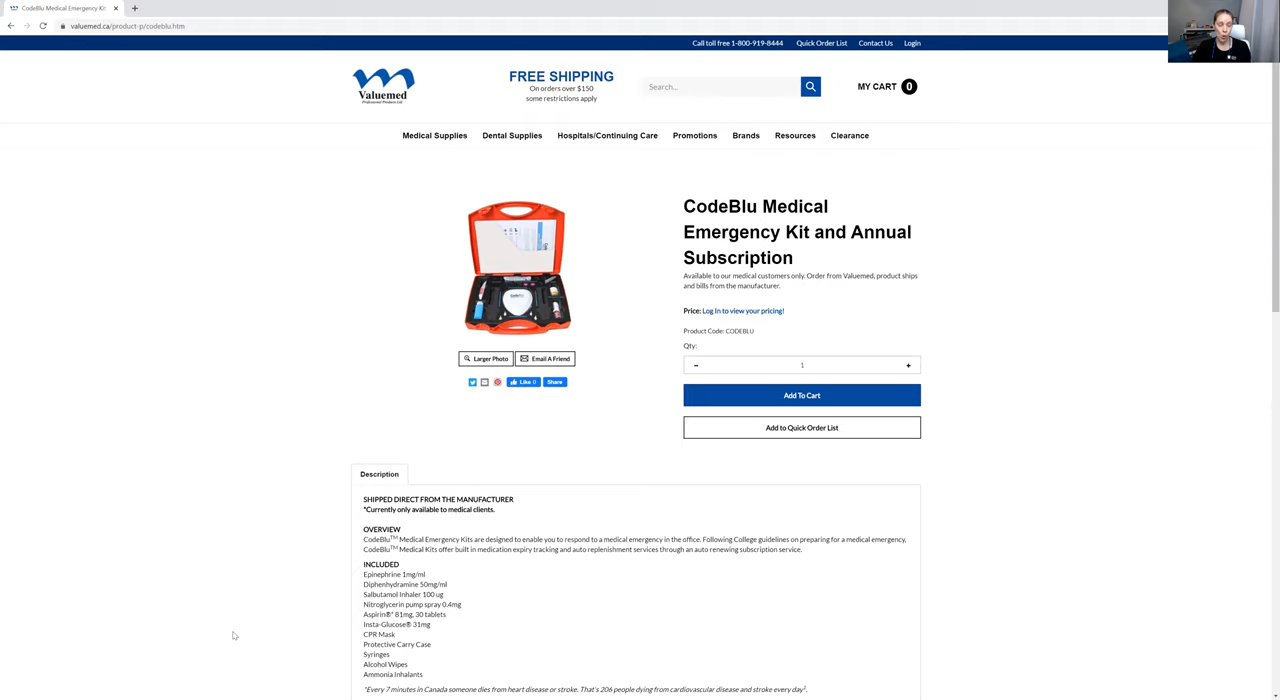 CodeBlu Medical Emergency Kit
valuemed.ca/product-p/codeblu.htm
Call toll free 1-800-919-8444 Quick Order List Contact Us Login
Valuemed
Professional Products Ltd.
FREE SHIPPING
On orders over $150
some restrictions apply
Search...
MY CART 0
Medical Supplies Dental Supplies Hospitals/Continuing Care Promotions Brands Resources Clearance
CodeBlu Medical
Emergency Kit and Annual
Subscription
Available to our medical customers only. Order from Valuemed, product ships
and bills from the manufacturer.
Price: Log In to view your pricing!
Product Code: CODEBLU
Qty:
- 1 +
Add To Cart
Add to Quick Order List
Larger Photo Email A Friend
Like 0 Share
Description
SHIPPED DIRECT FROM THE MANUFACTURER
*Currently only available to medical clients.
OVERVIEW
CodeBlu™ Medical Emergency Kits are designed to enable you to respond to a medical emergency in the office. Following College guidelines on preparing for a medical emergency,
CodeBlu™ Medical Kits offer built in medication expiry tracking and auto replenishment services through an auto renewing subscription service.
INCLUDED
Epinephrine 1mg/ml
Diphenhydramine 50mg/ml
Salbutamol Inhaler 100 ug
Nitroglycerin pump spray 0.4mg
Aspirin®* 81mg, 30 tablets
Insta-Glucose® 31mg
CPR Mask
Protective Carry Case
Syringes
Alcohol Wipes
Ammonia Inhalants
"Every 7 minutes in Canada someone dies from heart disease or stroke. That's 206 people dying from cardiovascular disease and stroke every day¹.